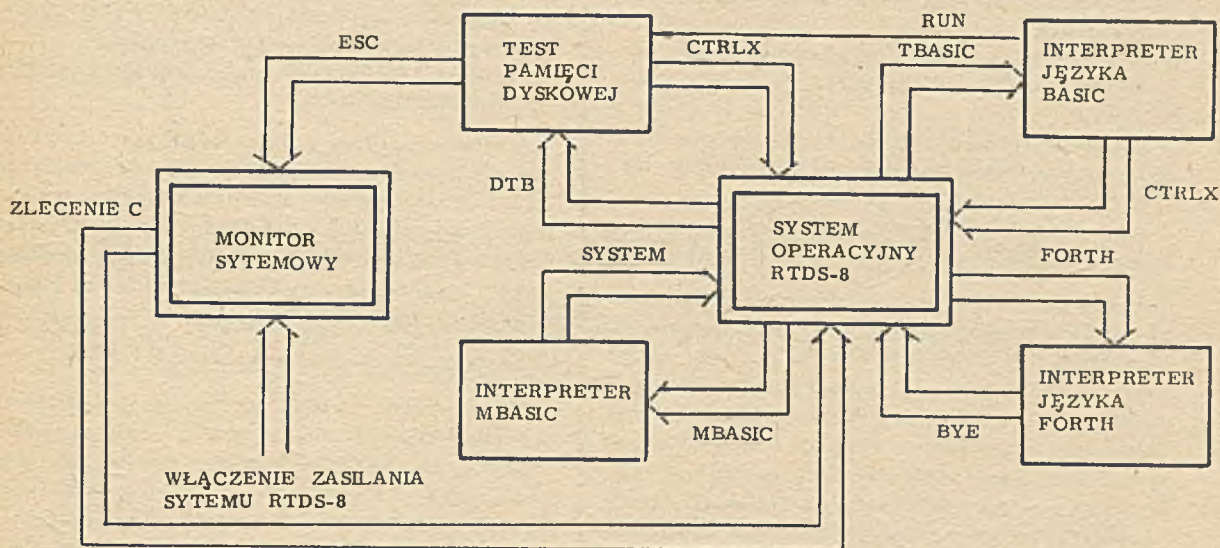 ESC
TEST
PAMIĘCI
DYSKOWEJ
CTRLX
RUN
TBASIC
INTERPRETER
JĘZYKA
BASIC
ZLECENIE C
MONITOR
SYTEMOWY
DTB
SYSTEM
SYSTEM
OPERACYJNY
RTDS-8
CTRLX
FORTH
INTERPRETER
MBASIC
MBASIC
BYE
INTERPRETER
JĘZYKA
FORTH
WŁĄCZENIE ZASILANIA
SYTEMU RTDS-8